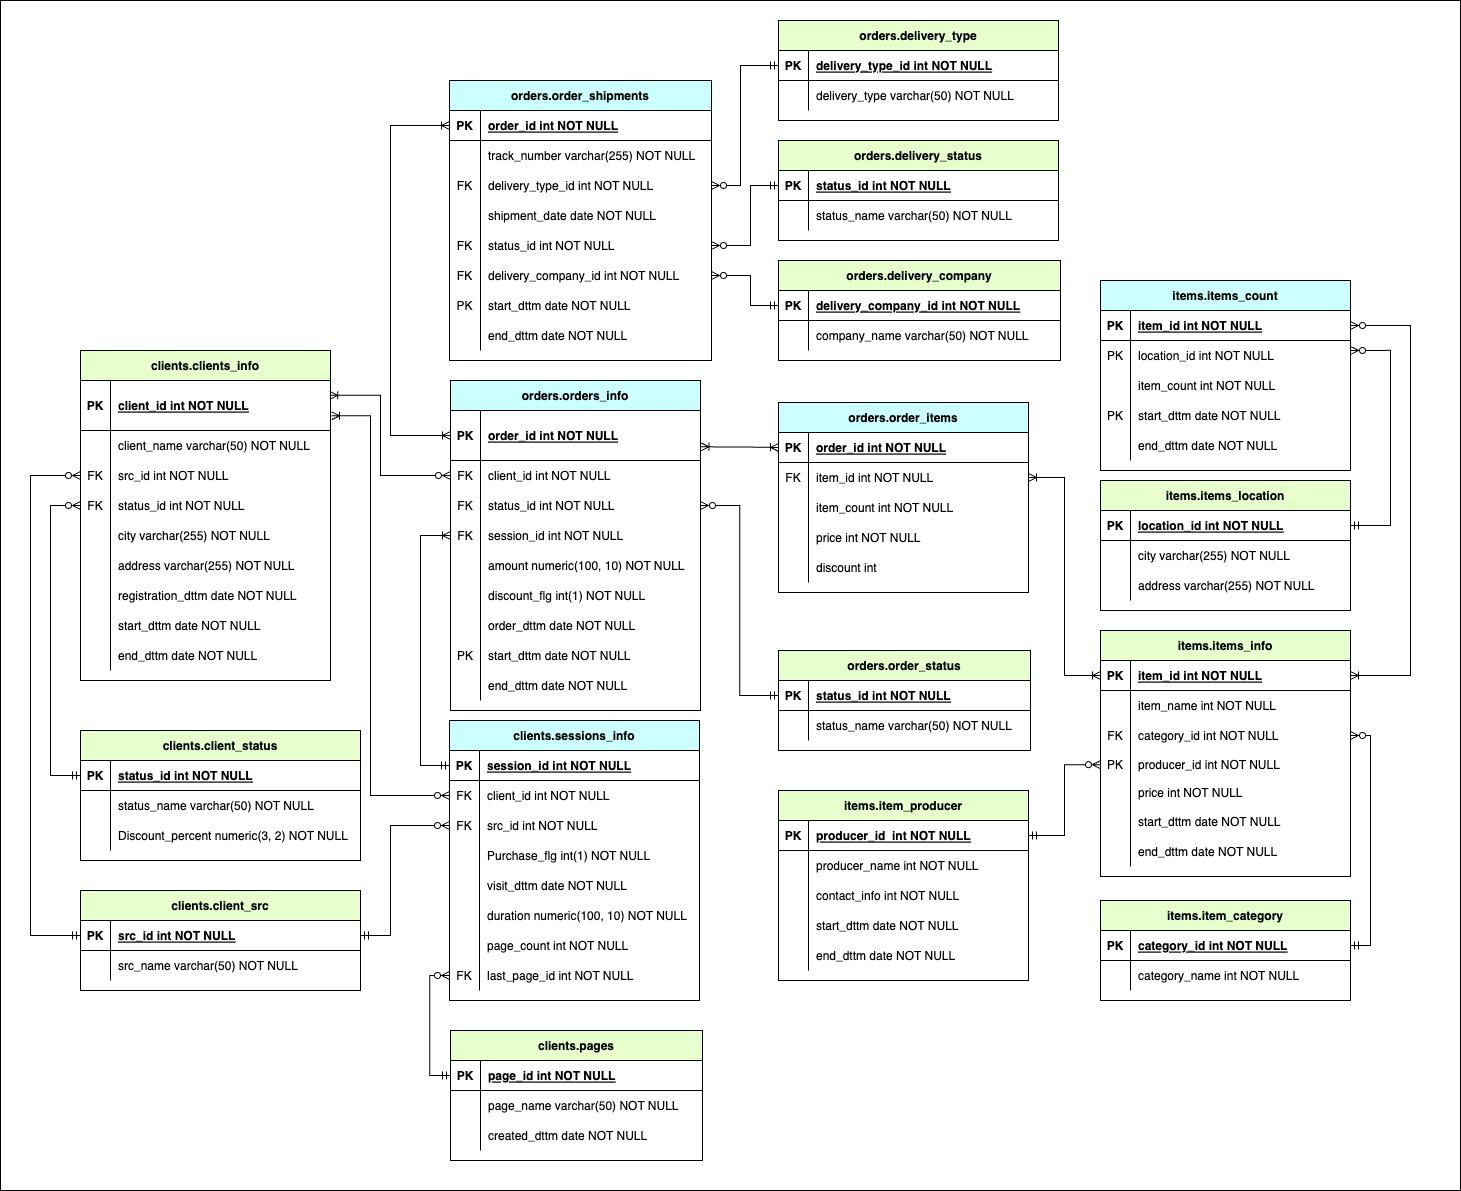 orders.delivery_type
PK delivery_type_id int NOT NULL
delivery_type varchar(50) NOT NULL
orders.order_shipments
PK order_id int NOT NULL
track_number varchar(255) NOT NULL
FK delivery_type_id int NOT NULL
shipment_date date NOT NULL
FK status_id int NOT NULL
FK delivery_company_id int NOT NULL
PK start_dttm date NOT NULL
end_dttm date NOT NULL
orders.delivery_status
PK status_id int NOT NULL
status_name varchar(50) NOT NULL
orders.delivery_company
PK delivery_company_id int NOT NULL
company_name varchar(50) NOT NULL
items.items_count
PK item_id int NOT NULL
PK location_id int NOT NULL
item_count int NOT NULL
PK start_dttm date NOT NULL
end_dttm date NOT NULL
clients.clients_info
PK client_id int NOT NULL
client_name varchar(50) NOT NULL
FK src_id int NOT NULL
FK status_id int NOT NULL
city varchar(255) NOT NULL
address varchar(255) NOT NULL
registration_dttm date NOT NULL
start_dttm date NOT NULL
end_dttm date NOT NULL
orders.orders_info
PK order_id int NOT NULL
FK client_id int NOT NULL
FK status_id int NOT NULL
FK session_id int NOT NULL
amount numeric(100, 10) NOT NULL
discount_flg int(1) NOT NULL
order_dttm date NOT NULL
PK start_dttm date NOT NULL
end_dttm date NOT NULL
orders.order_items
PK order_id int NOT NULL
FK item_id int NOT NULL
item_count int NOT NULL
price int NOT NULL
discount int
items.items_location
PK location_id int NOT NULL
city varchar(255) NOT NULL
address varchar(255) NOT NULL
orders.order_status
PK status_id int NOT NULL
status_name varchar(50) NOT NULL
items.items_info
PK item_id int NOT NULL
item_name int NOT NULL
FK category_id int NOT NULL
PK producer_id int NOT NULL
price int NOT NULL
start_dttm date NOT NULL
end_dttm date NOT NULL
clients.client_status
PK status_id int NOT NULL
status_name varchar(50) NOT NULL
Discount_percent numeric(3, 2) NOT NULL
clients.sessions_info
PK session_id int NOT NULL
FK client_id int NOT NULL
FK src_id int NOT NULL
Purchase_flg int(1) NOT NULL
visit_dttm date NOT NULL
duration numeric(100, 10) NOT NULL
page_count int NOT NULL
FK last_page_id int NOT NULL
items.item_producer
PK producer_id int NOT NULL
producer_name int NOT NULL
contact_info int NOT NULL
start_dttm date NOT NULL
end_dttm date NOT NULL
clients.client_src
PK src_id int NOT NULL
src_name varchar(50) NOT NULL
items.item_category
PK category_id int NOT NULL
category_name int NOT NULL
clients.pages
PK page_id int NOT NULL
page_name varchar(50) NOT NULL
created_dttm date NOT NULL